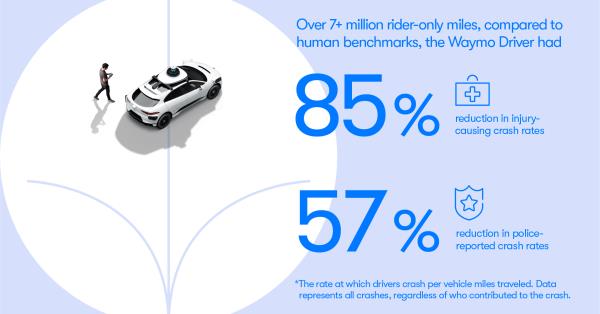 Over 7+ million rider-only miles, compared to
human benchmarks, the Waymo Driver had
85%
reduction in injury-
causing crash rates
57%
reduction in police-
reported crash rates
*The rate at which drivers crash per vehicle miles traveled. Data
represents all crashes, regardless of who contributed to the crash.